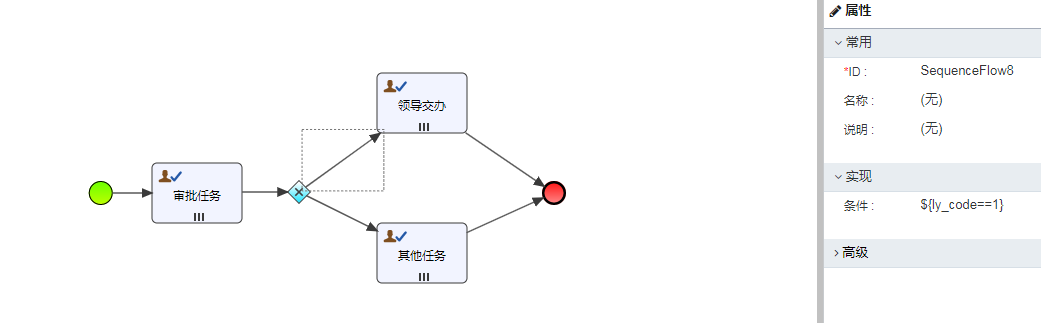 领导交办
审批任务
其他任务
属性
常用
*ID : SequenceFlow8
名称 : (无)
说明 : (无)
实现
条件 : ${ly_code==1}
高级